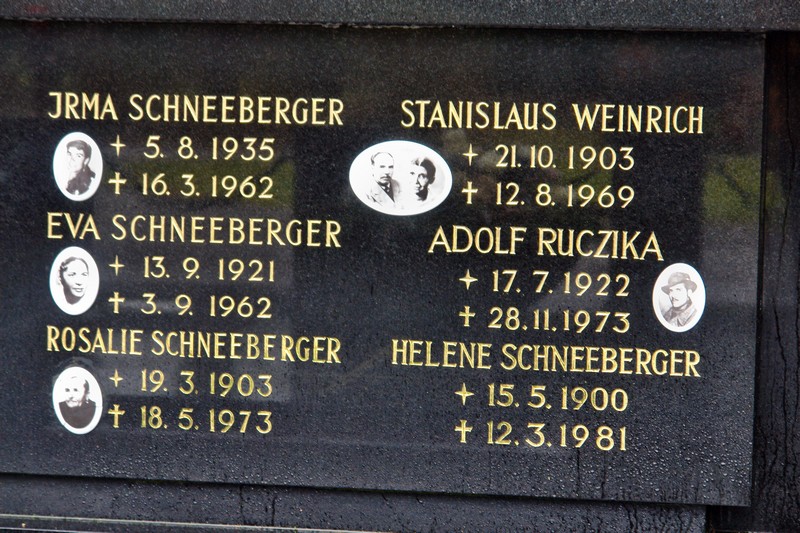 JRMA SCHNEEBERGER
✦ 5. 8. 1935
✝ 16. 3. 1962
EVA SCHNEEBERGER
✦ 13. 9. 1921
✝ 3. 9. 1962
ROSALIE SCHNEEBERGER
✦ 19. 3. 1903
✝ 18. 5. 1973
STANISLAUS WEINRICH
✦ 21. 10. 1903
✝ 12. 8. 1969
ADOLF RUCZIKA
✦ 17. 7. 1922
✝ 28. 11. 1973
HELENE SCHNEEBERGER
✦ 15. 5. 1900
✝ 12. 3. 1981